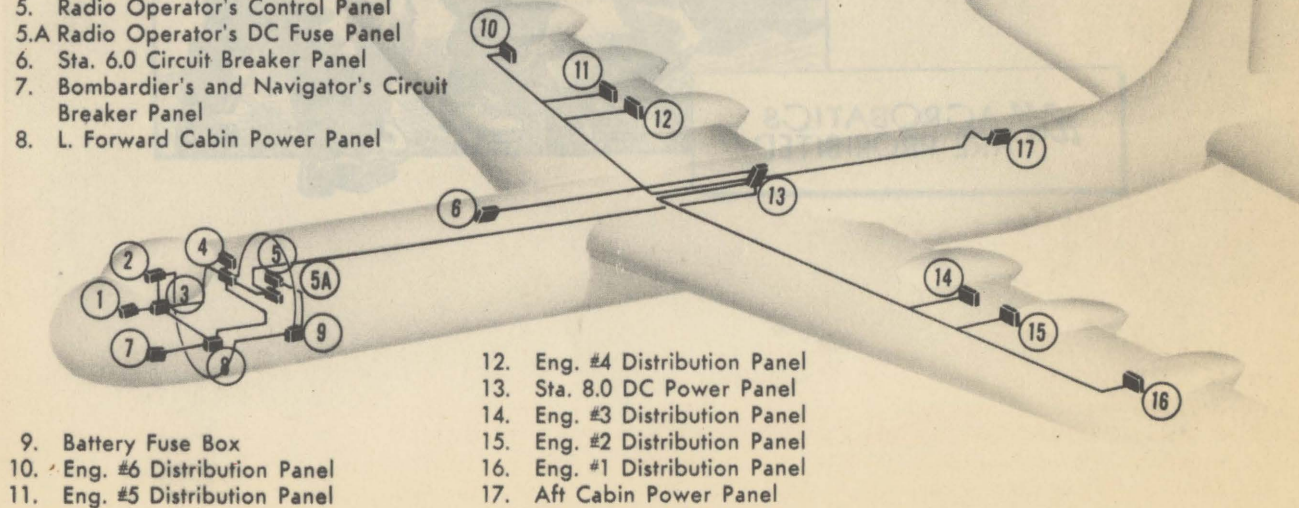 5. Radio Operator's Control Panel
5.A Radio Operator's DC Fuse Panel
6. Sta. 6.0 Circuit Breaker Panel
7. Bombardier's and Navigator's Circuit
Breaker Panel
8. L. Forward Cabin Power Panel
10
11
12
17
13
6
4
5
2
5A
1
3
14
7
8
9
15
16
9. Battery Fuse Box
10. Eng. #6 Distribution Panel
11. Eng. #5 Distribution Panel
12. Eng. #4 Distribution Panel
13. Sta. 8.0 DC Power Panel
14. Eng. #3 Distribution Panel
15. Eng. #2 Distribution Panel
16. Eng. #1 Distribution Panel
17. Aft Cabin Power Panel